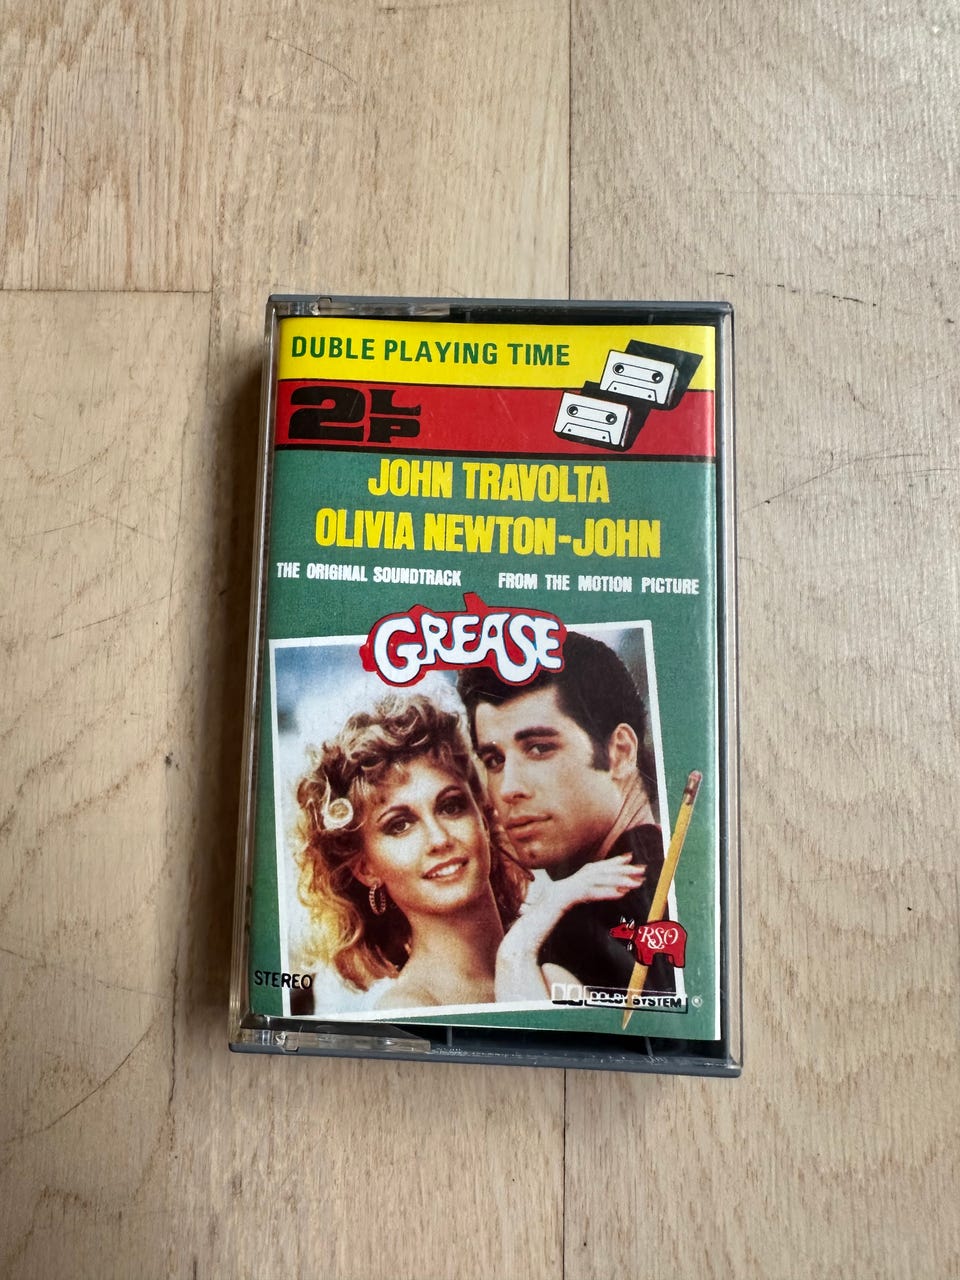 DUBLE PLAYING TIME
2LP
JOHN TRAVOLTA
OLIVIA NEWTON-JOHN
THE ORIGINAL SOUNDTRACK FROM THE MOTION PICTURE
GREASE
RSO
STEREO
DOLBY SYSTEM ®